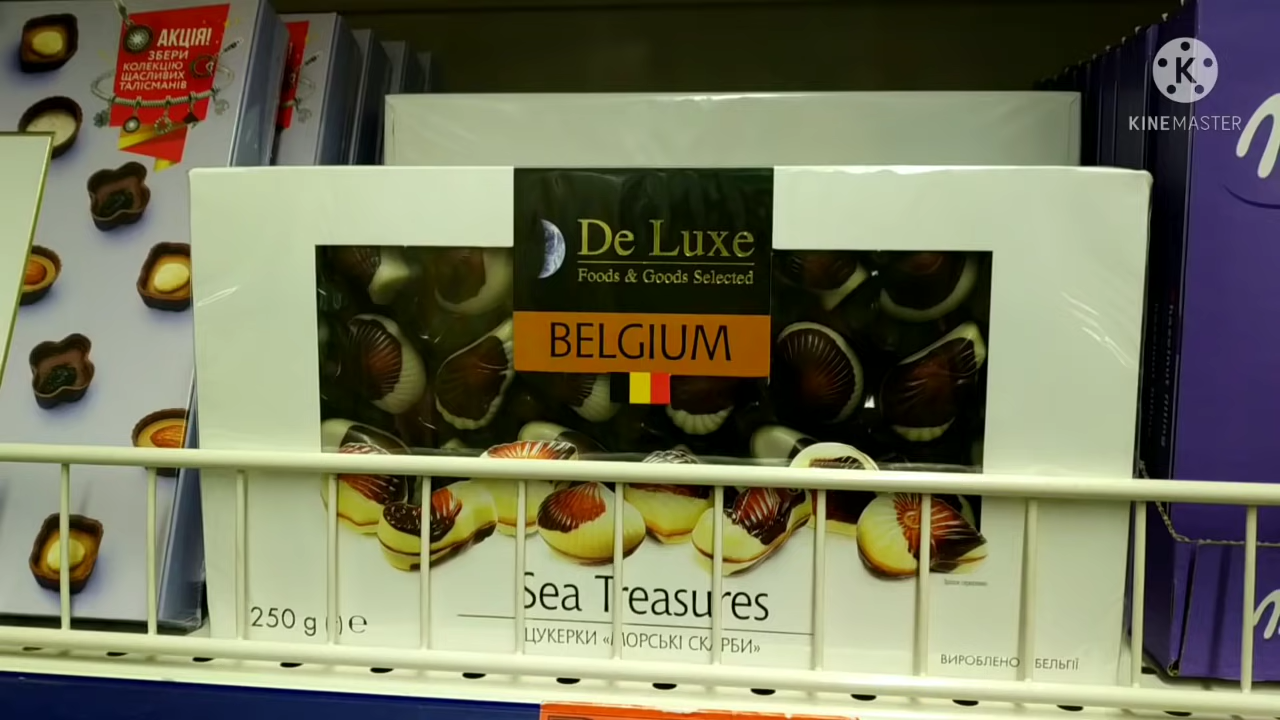 АКЦІЯ!
ЗБЕРИ
КОЛЕКЦІЮ
ЩАСЛИВИХ
ТАЛІСМАНІВ
K
KINEMASTER
De Luxe
Foods & Goods Selected
BELGIUM
Sea Treasures
ЦУКЕРКИ «МОРСЬКІ СКАРБИ»
250 g e
ВИРОБЛЕНО БЕЛЬГІЇ